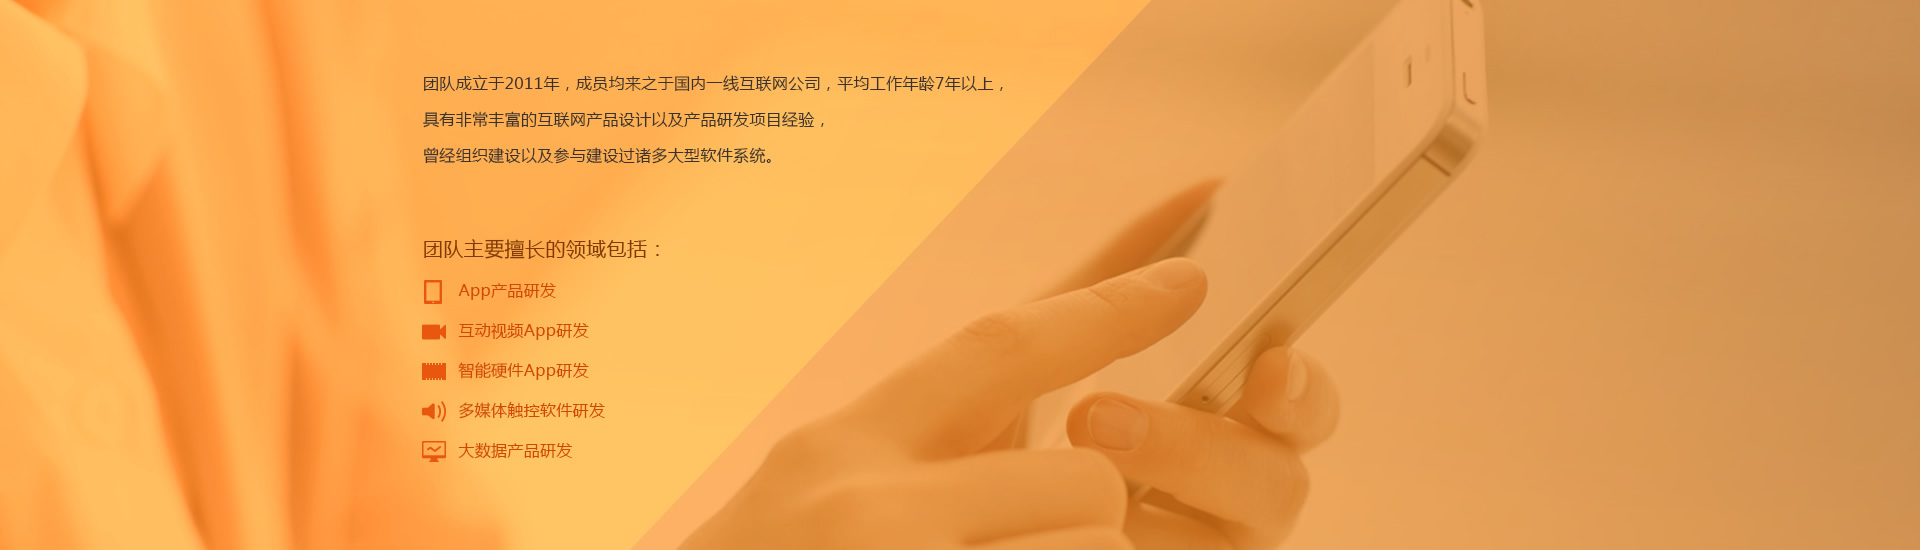 团队成立于2011年，成员均来之于国内一线互联网公司，平均工作年龄7年以上，
具有非常丰富的互联网产品设计以及产品研发项目经验，
曾经组织建设以及参与建设过诸多大型软件系统。
团队主要擅长的领域包括：
App产品研发
互动视频App研发
智能硬件App研发
多媒体触控软件研发
大数据产品研发